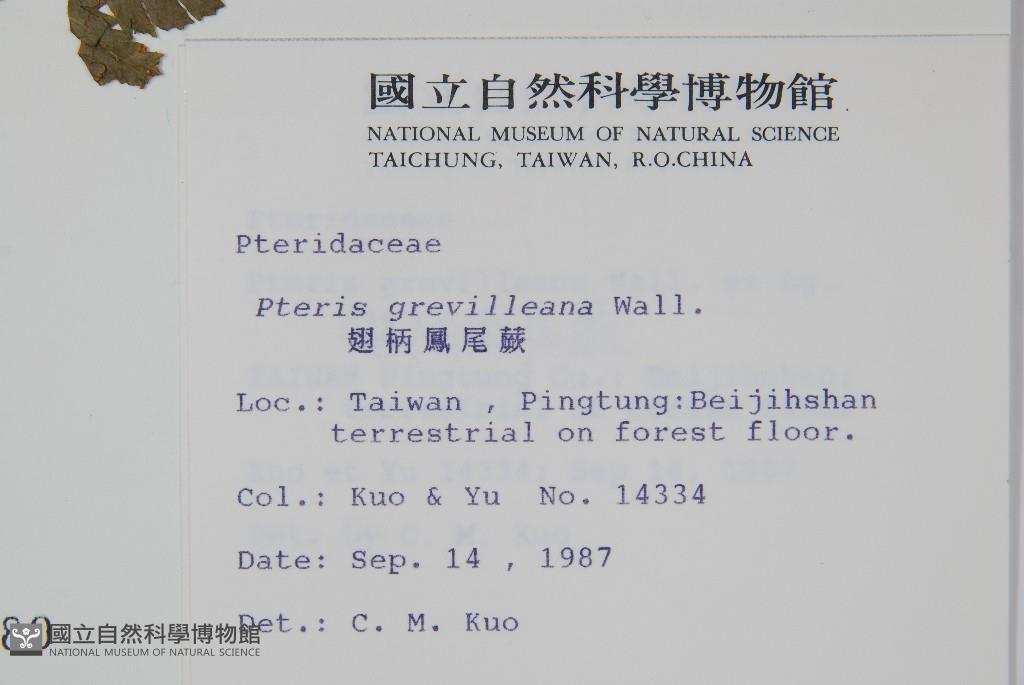 國立自然科學博物館
NATIONAL MUSEUM OF NATURAL SCIENCE
TAICHUNG, TAIWAN, R.O.CHINA
Pteridaceae
Pteris grevilleana Wall.
翅柄鳳尾蕨
Loc.: Taiwan , Pingtung:Beijihshan
terrestrial on forest floor.
Col.: Kuo & Yu No. 14334
Date: Sep. 14 , 1987
Det.: C. M. Kuo
國立自然科學博物館
NATIONAL MUSEUM OF NATURAL SCIENCE